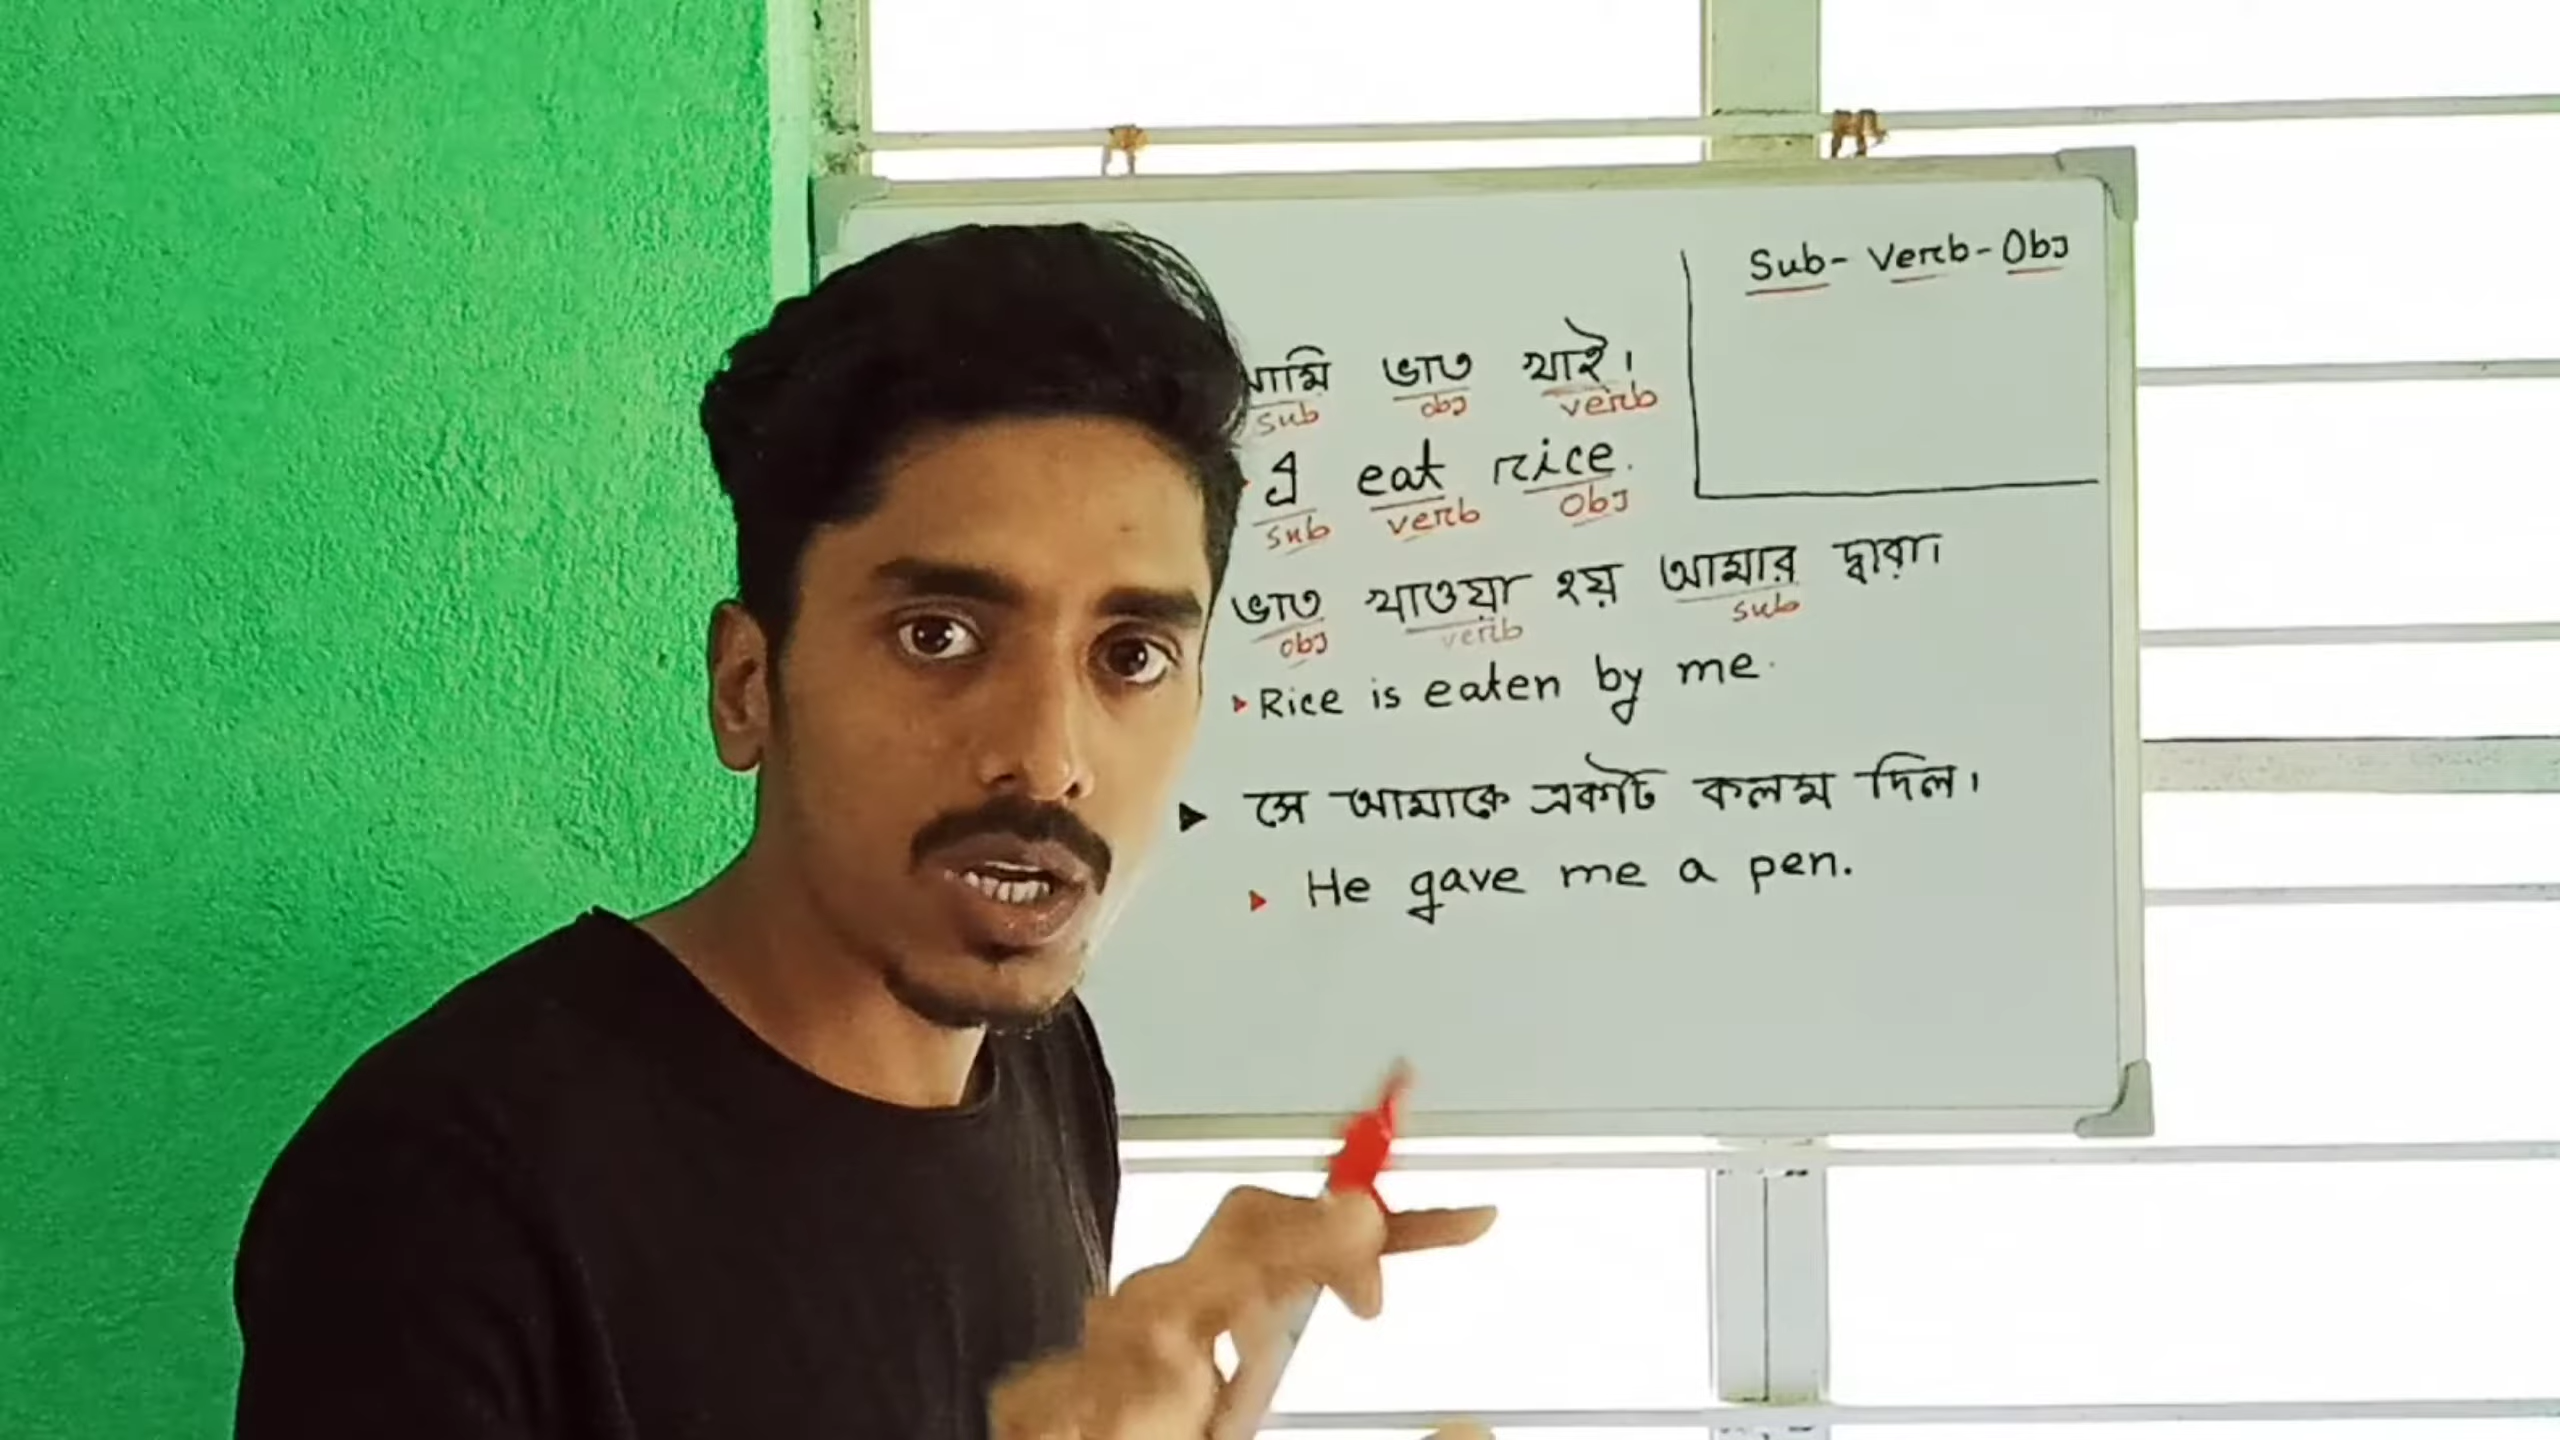 Sub- Verb- Obj
আমি ভাত খাই।
sub obj verb
I eat rice.
sub verb Obj
ভাত খাওয়া হয় আমার দ্বারা।
obj verb sub
Rice is eaten by me.
সে আমাকে একটি কলম দিল।
He gave me a pen.